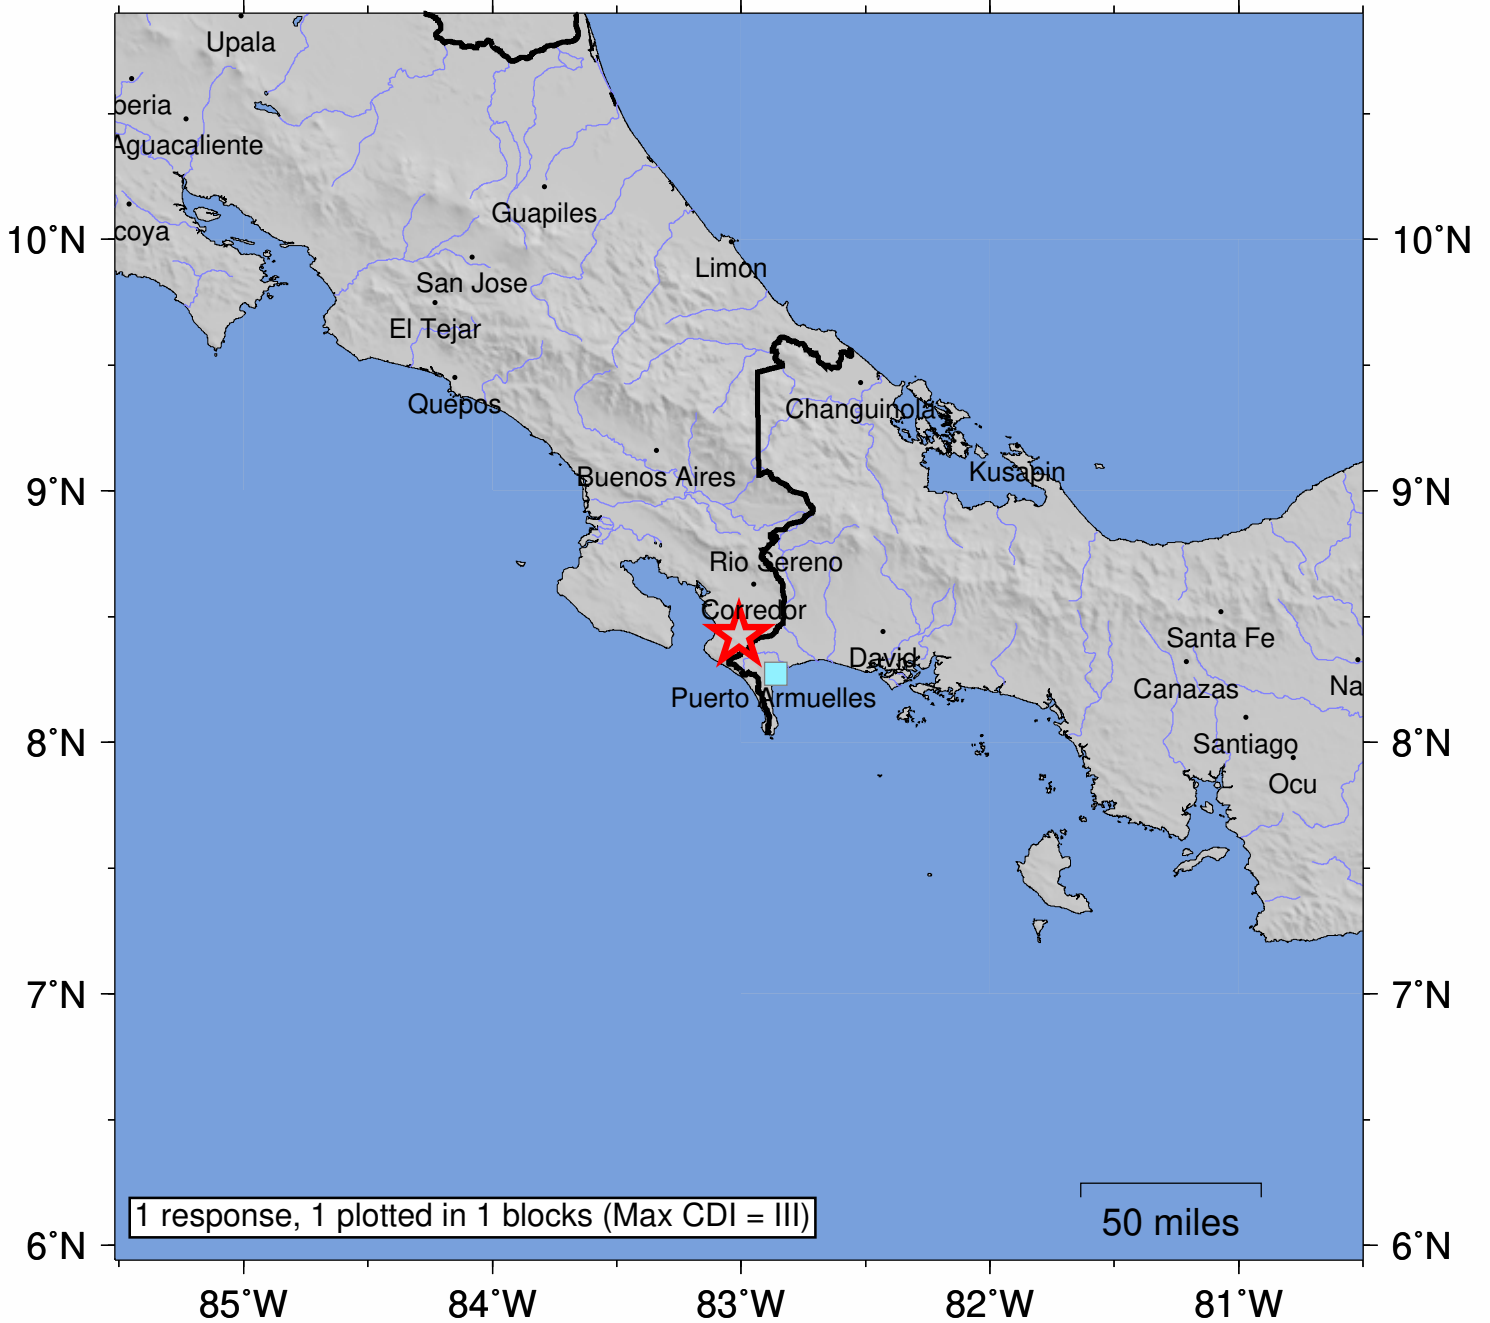 Upala
beria
Aguacaliente
Guapiles
coya
10°N
10°N
Limon
San Jose
El Tejar
Quepos
Changuinola
Kusapin
Buenos Aires
9°N
9°N
Rio Sereno
Corredor
Santa Fe
David
Canazas
Na
Puerto Armuelles
8°N
8°N
Santiago
Ocu
7°N
7°N
1 response, 1 plotted in 1 blocks (Max CDI = III)
50 miles
6°N
6°N
85°W
84°W
83°W
82°W
81°W